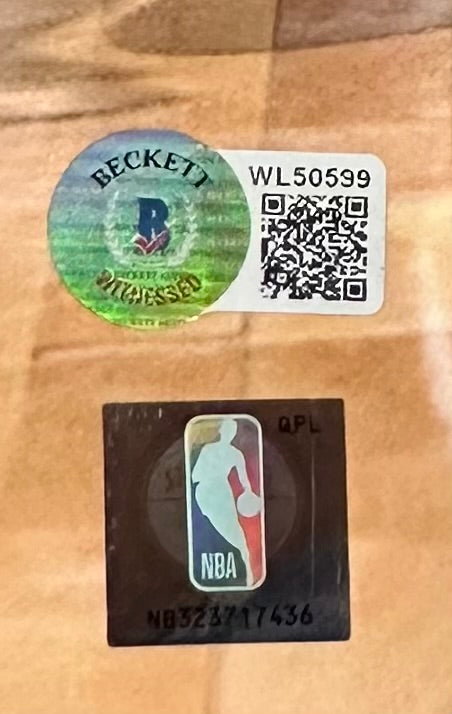 BECKETT
WL50599
B
WITNESSED
QPL
NBA
NB323717436